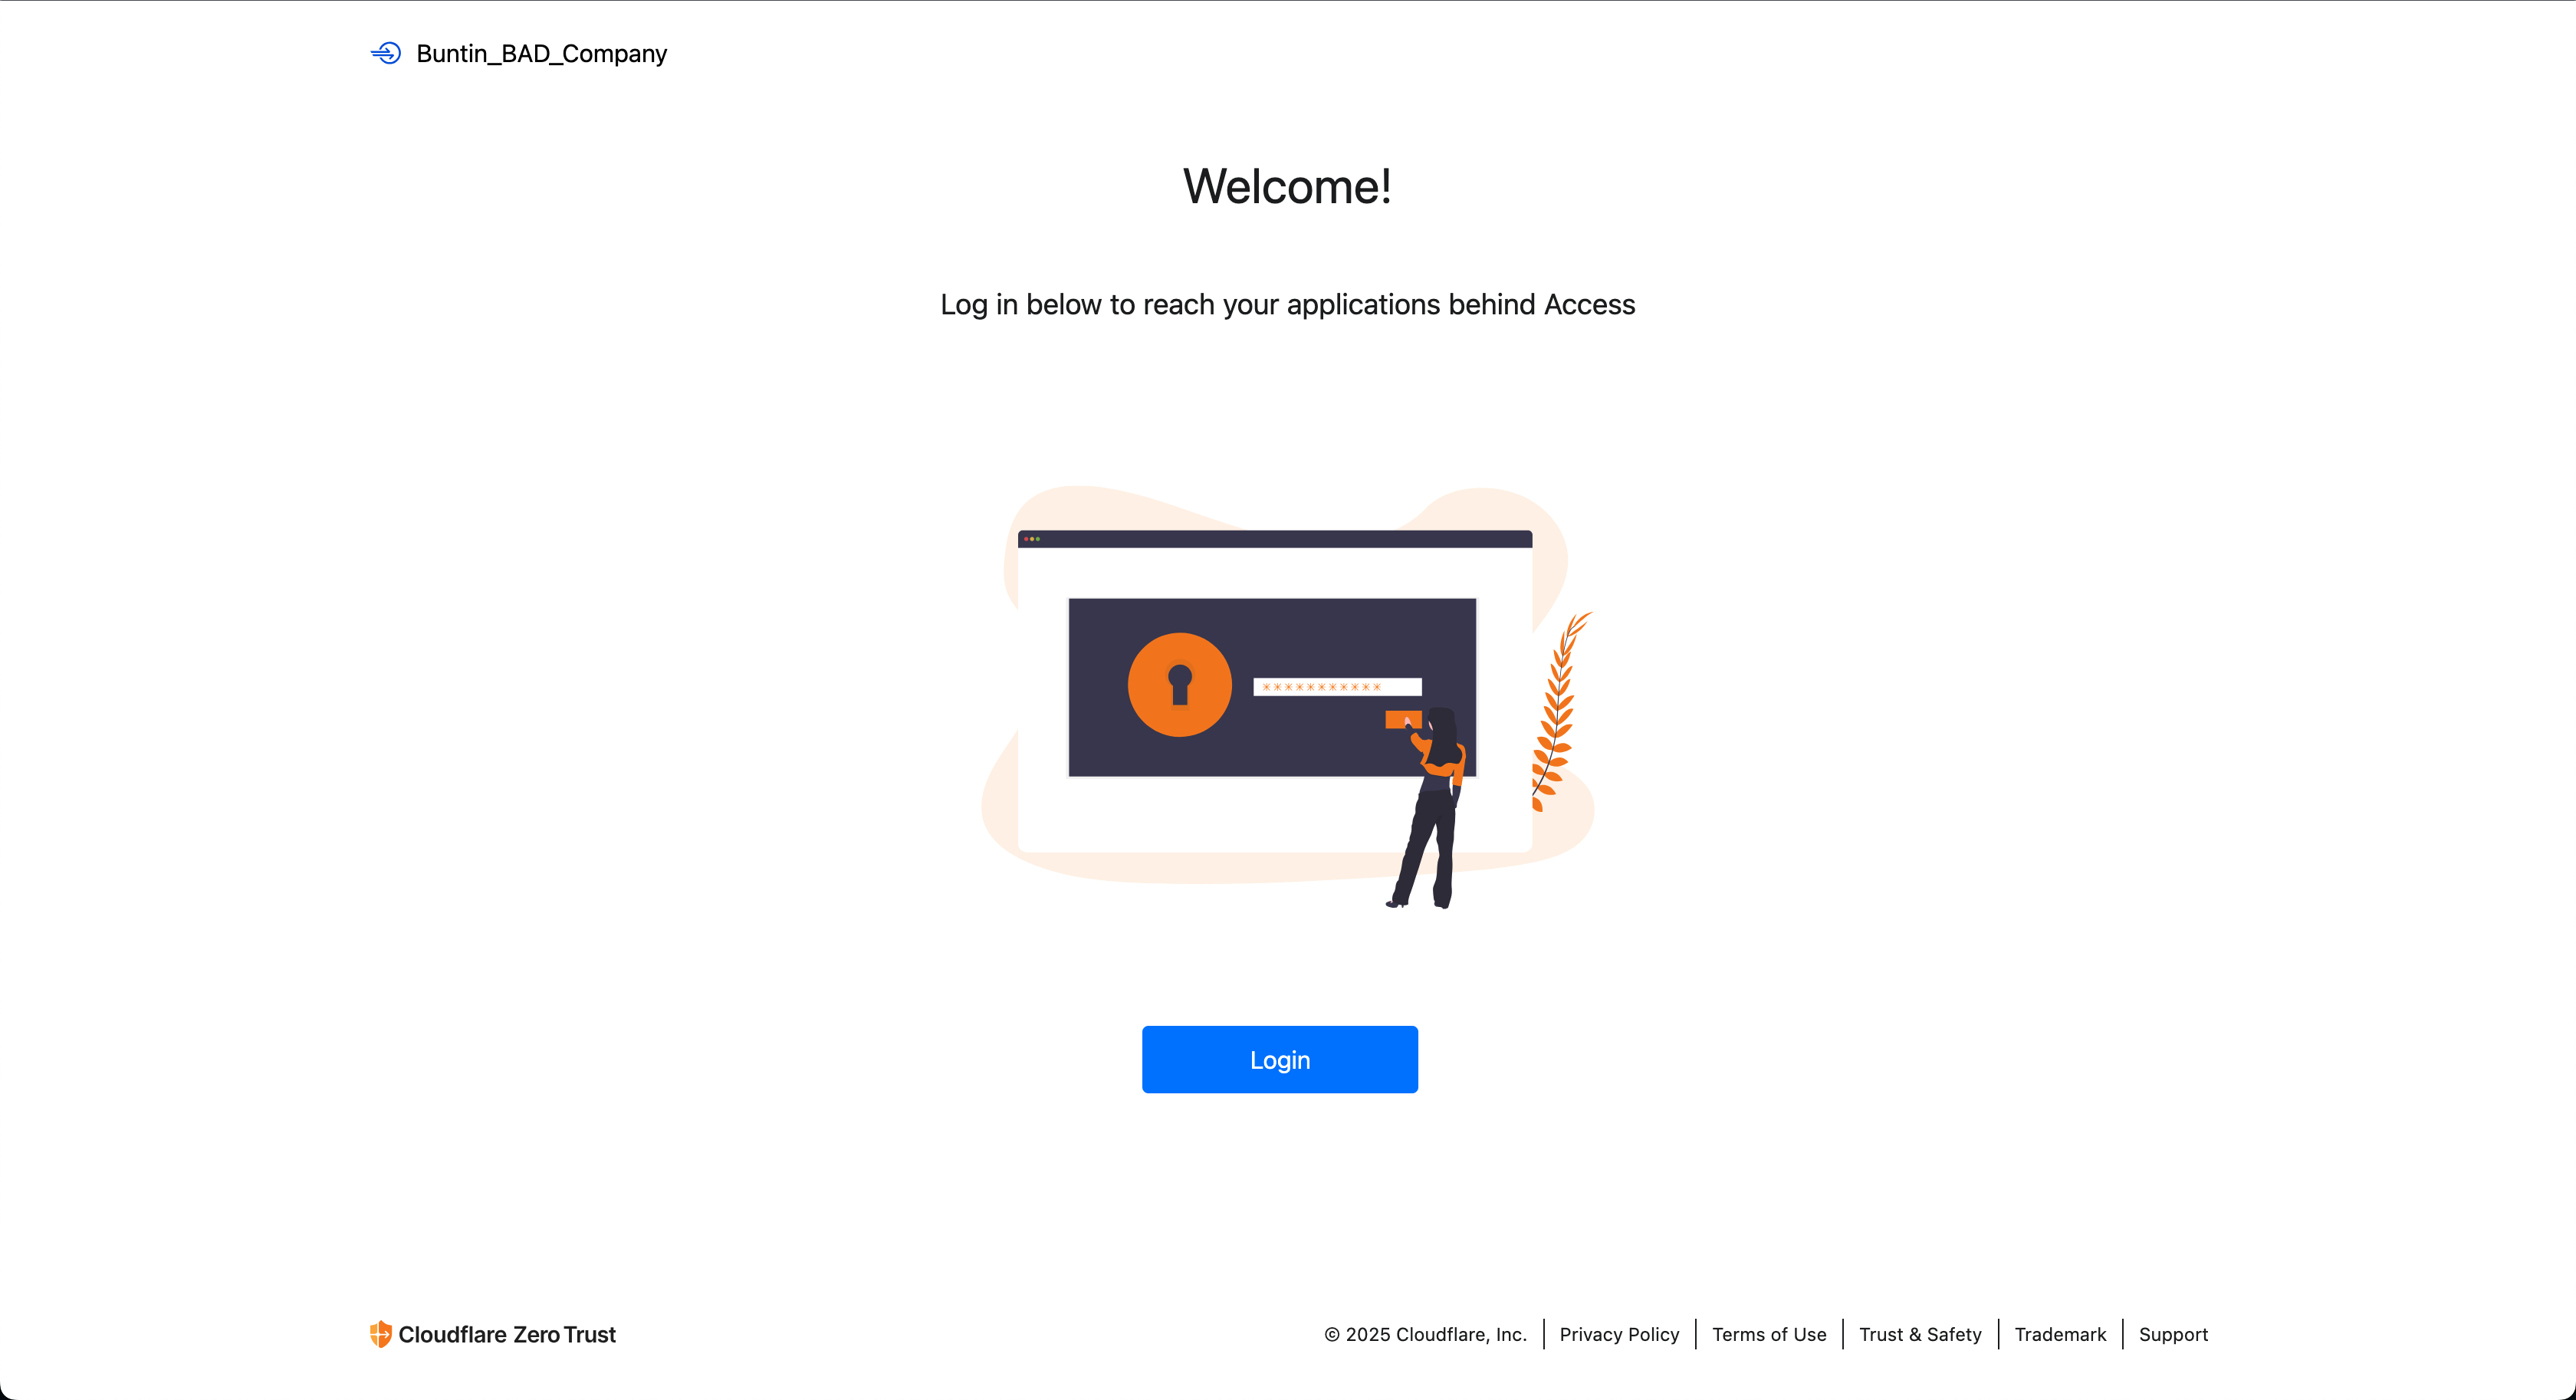 Buntin_BAD_Company
Welcome!
Log in below to reach your applications behind Access
***********
Login
Cloudflare Zero Trust
© 2025 Cloudflare, Inc. | Privacy Policy | Terms of Use | Trust & Safety | Trademark | Support